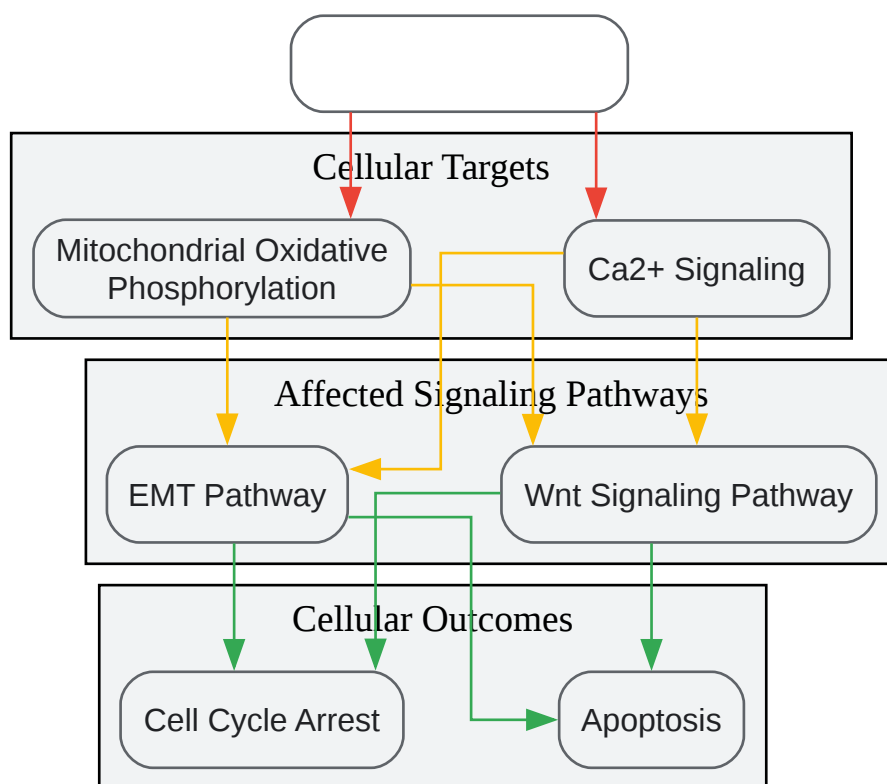 Cellular Targets
Mitochondrial Oxidative
Phosphorylation
Ca2+ Signaling
Affected Signaling Pathways
EMT Pathway
Wnt Signaling Pathway
Cellular Outcomes
Cell Cycle Arrest
Apoptosis